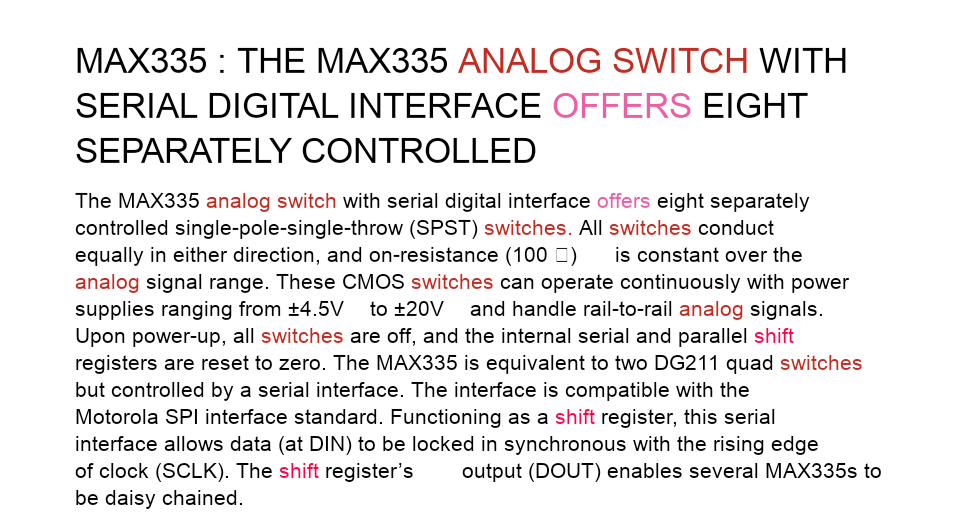 MAX335 : THE MAX335 ANALOG SWITCH WITH
SERIAL DIGITAL INTERFACE OFFERS EIGHT
SEPARATELY CONTROLLED
The MAX335 analog switch with serial digital interface offers eight separately
controlled single-pole-single-throw (SPST) switches. All switches conduct
equally in either direction, and on-resistance (100 □) is constant over the
analog signal range. These CMOS switches can operate continuously with power
supplies ranging from ±4.5V to ±20V and handle rail-to-rail analog signals.
Upon power-up, all switches are off, and the internal serial and parallel shift
registers are reset to zero. The MAX335 is equivalent to two DG211 quad switches
but controlled by a serial interface. The interface is compatible with the
Motorola SPI interface standard. Functioning as a shift register, this serial
interface allows data (at DIN) to be locked in synchronous with the rising edge
of clock (SCLK). The shift register’s output (DOUT) enables several MAX335s to
be daisy chained.